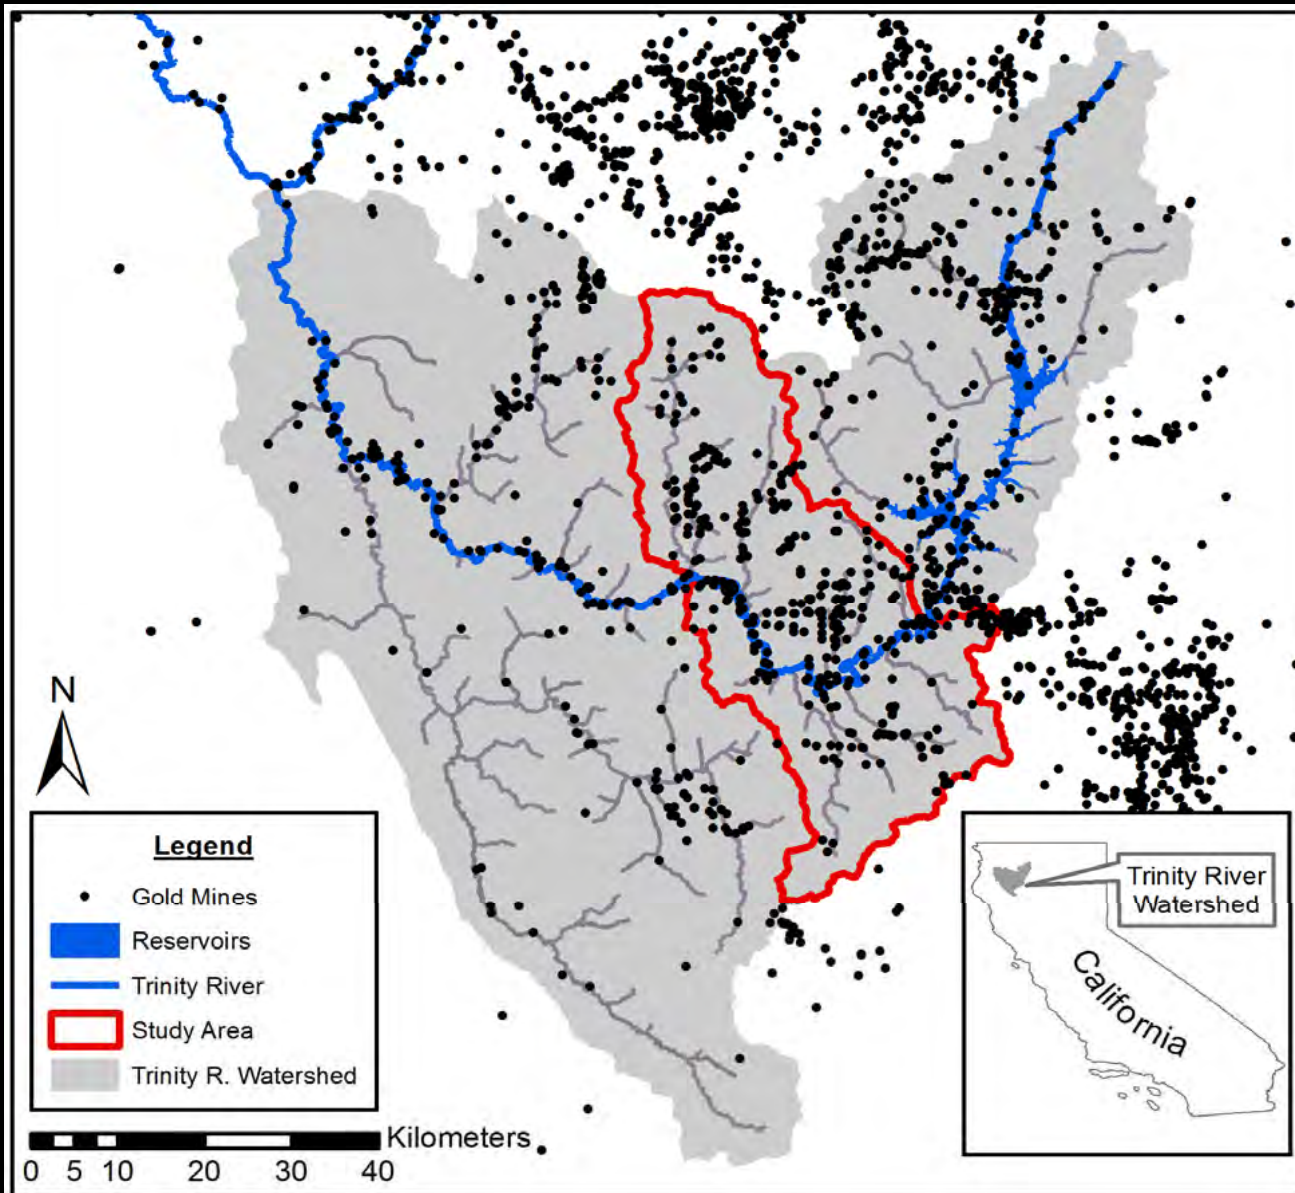 N
Legend
Gold Mines
Reservoirs
Trinity River
Study Area
Trinity R. Watershed
Kilometers
0 5 10 20 30 40
Trinity River
Watershed
California